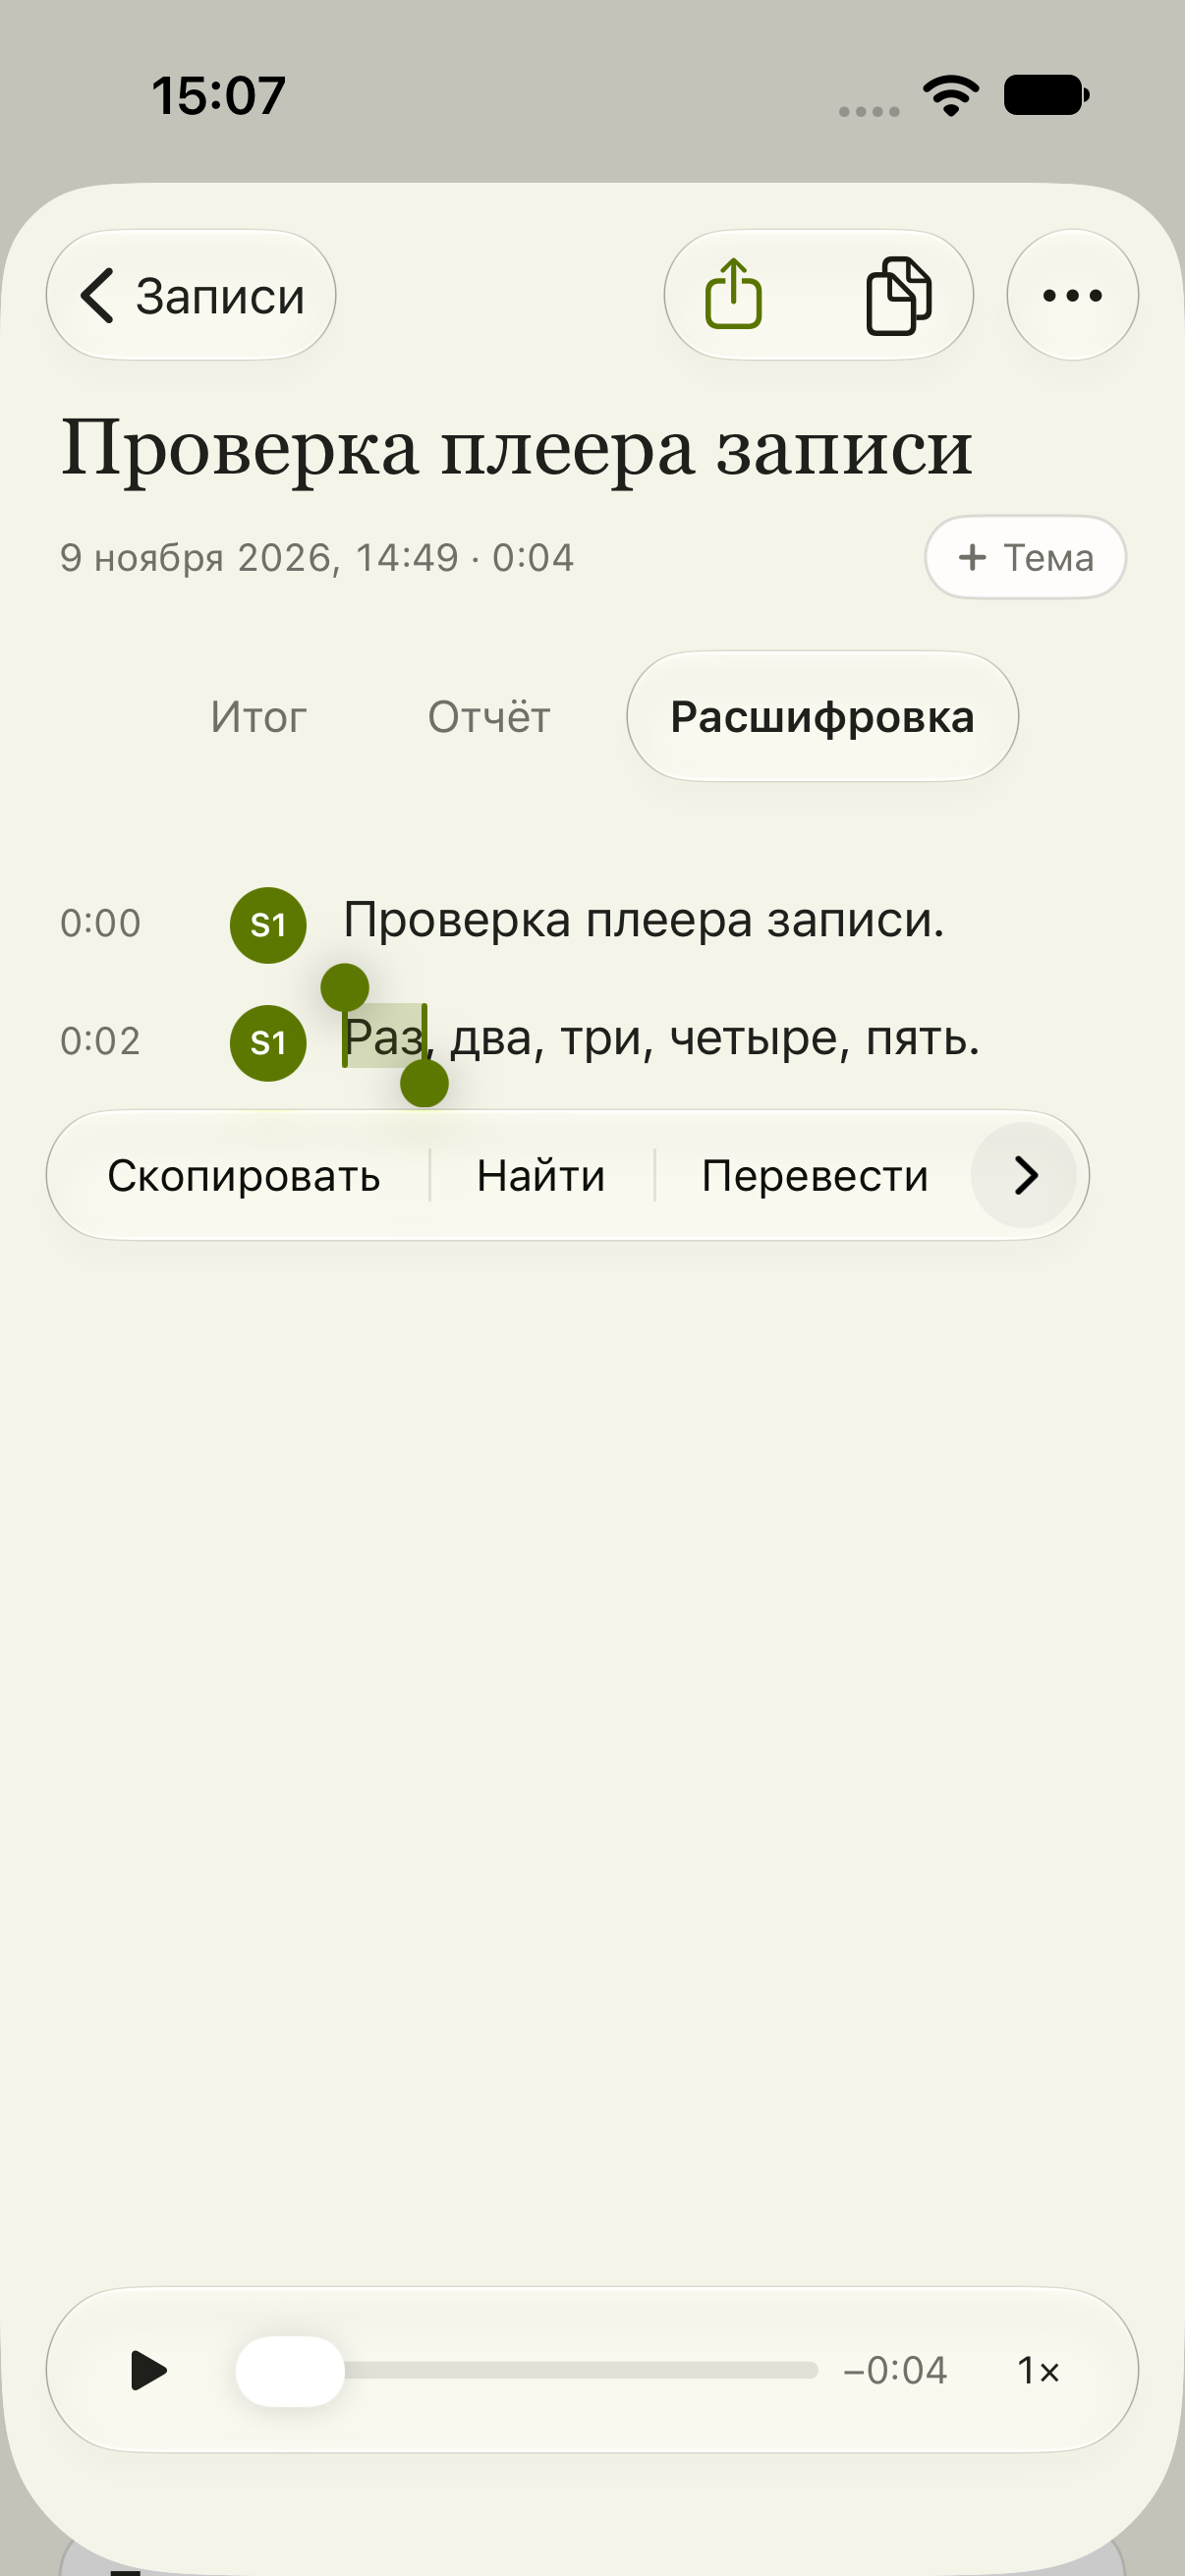 15:07
Записи
Проверка плеера записи
9 ноября 2026, 14:49 · 0:04
+ Тема
Итог Отчёт Расшифровка
0:00 S1 Проверка плеера записи.
0:02 S1 Раз, два, три, четыре, пять.
Скопировать Найти Перевести
–0:04 1×